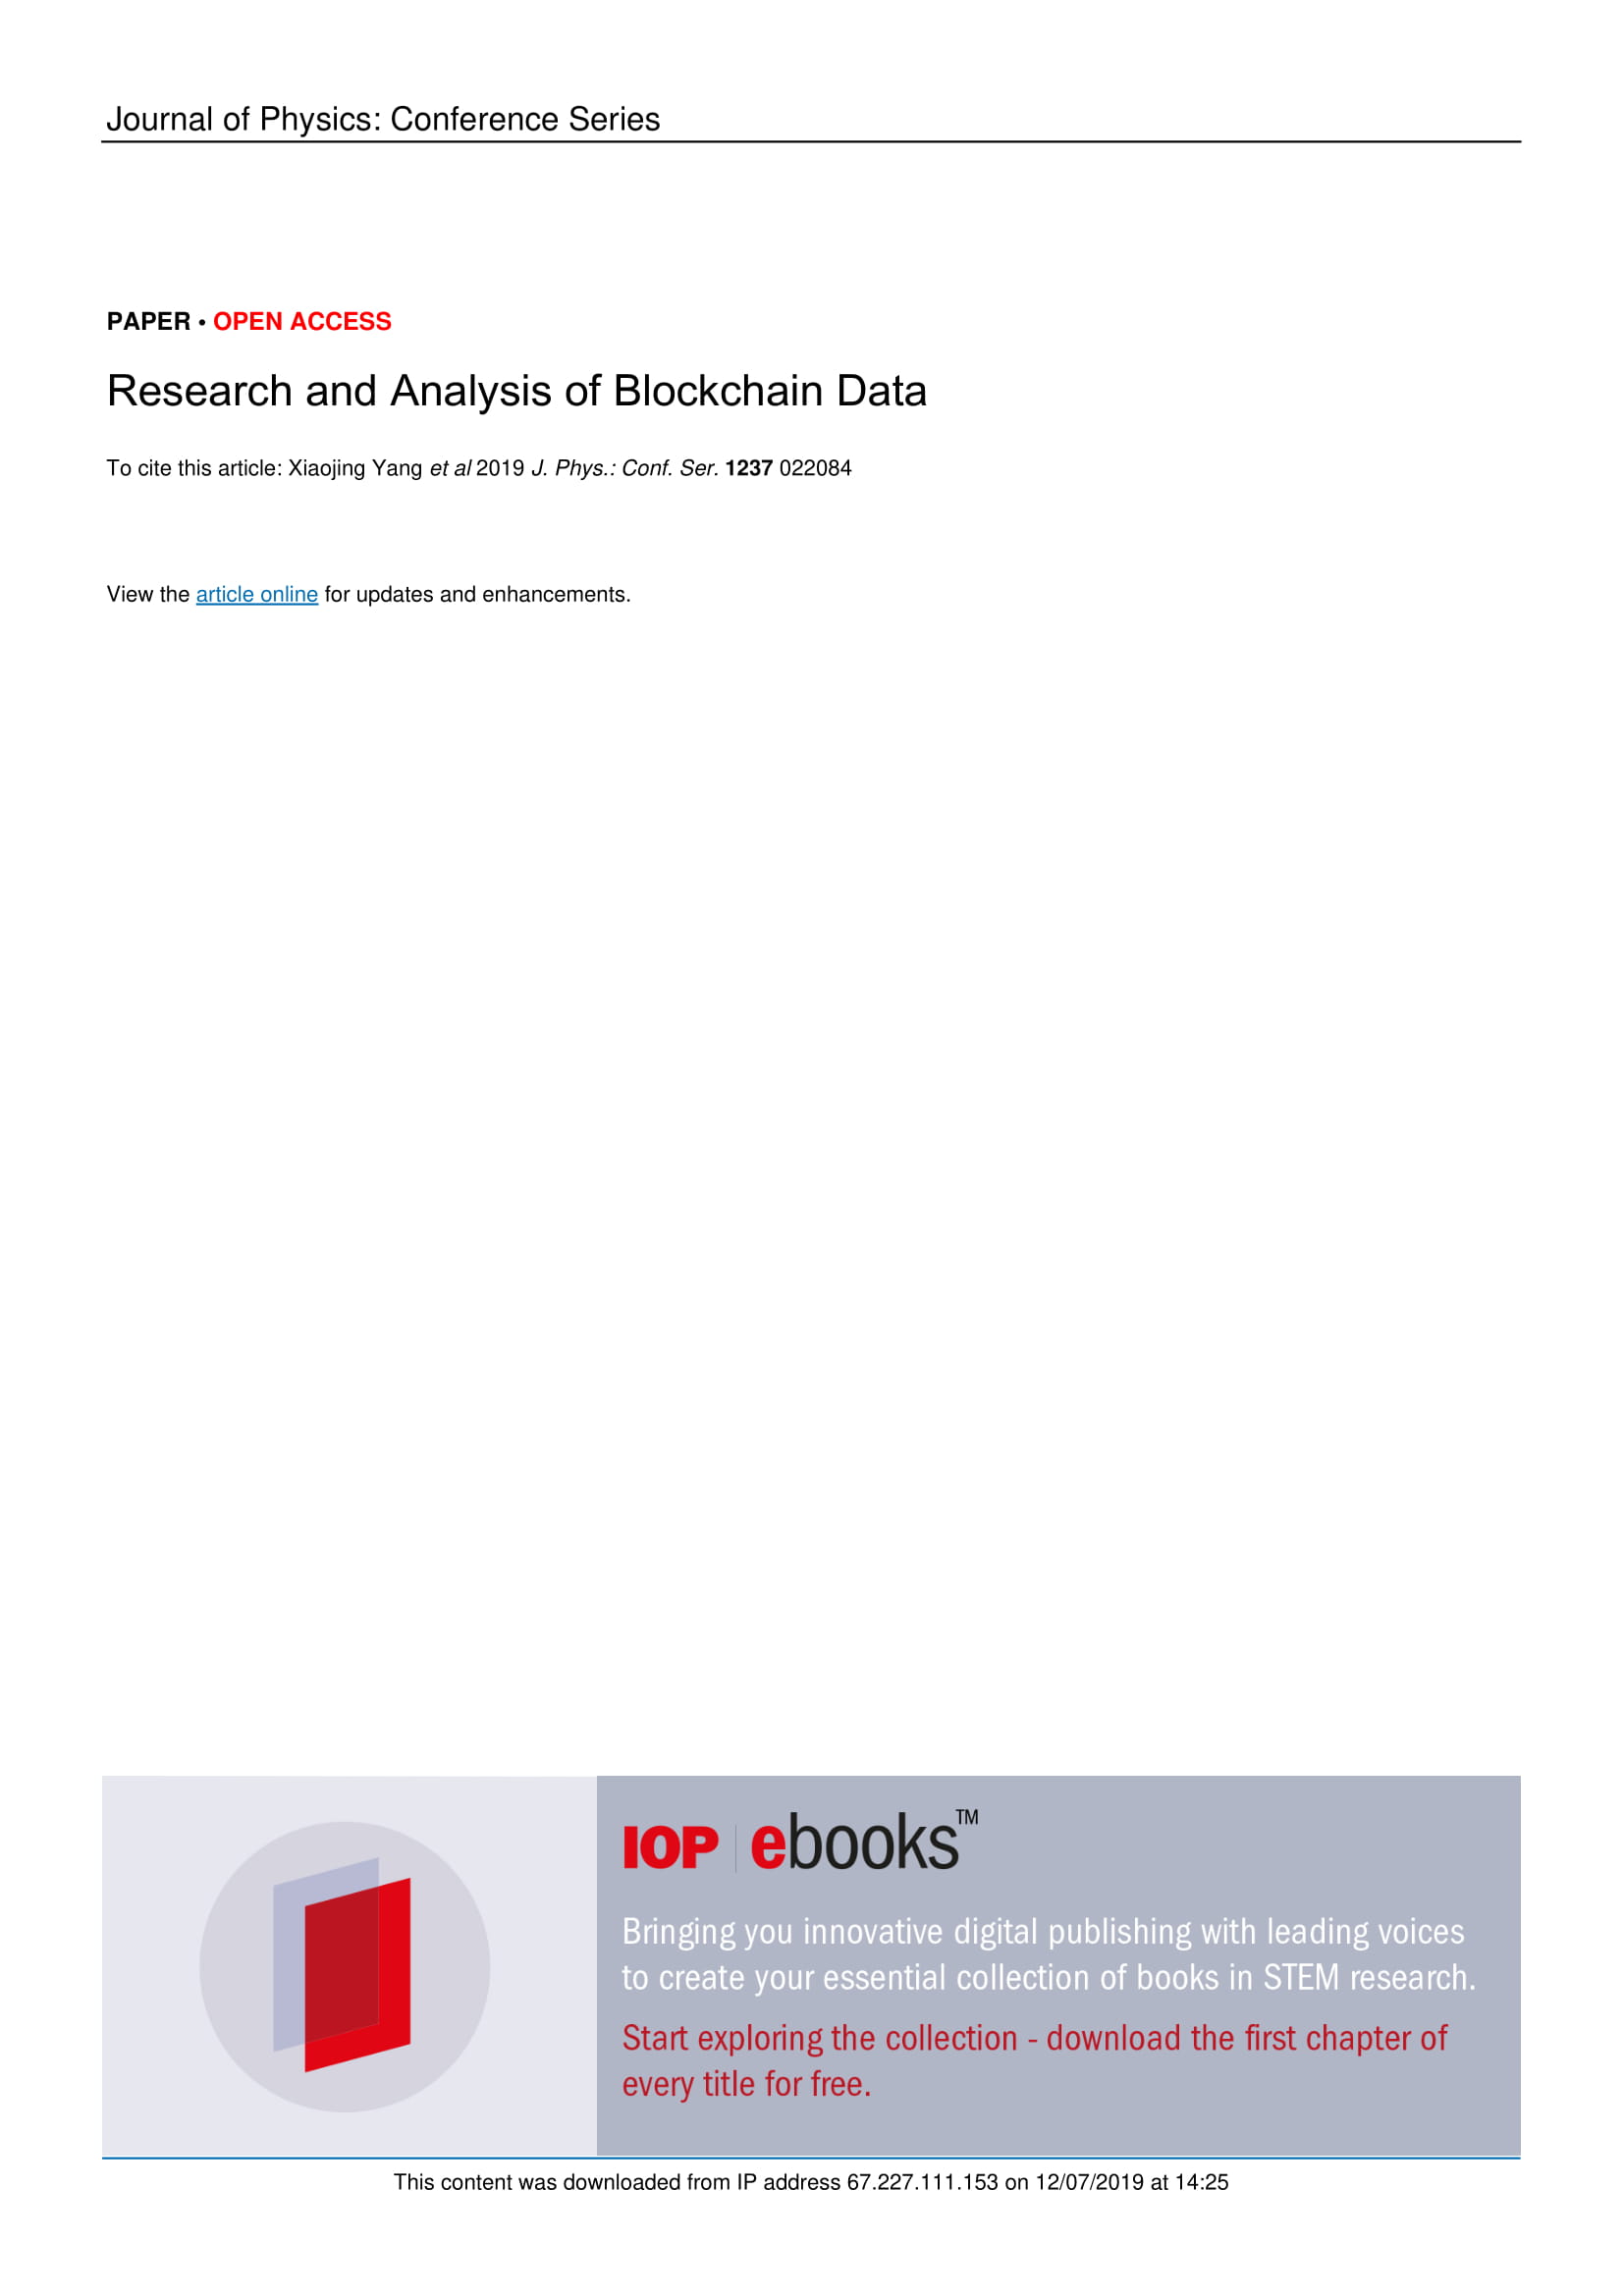 Journal of Physics: Conference Series
PAPER • OPEN ACCESS
Research and Analysis of Blockchain Data
To cite this article: Xiaojing Yang et al 2019 J. Phys.: Conf. Ser. 1237 022084
View the article online for updates and enhancements.
IOP ebooks™
Bringing you innovative digital publishing with leading voices
to create your essential collection of books in STEM research.
Start exploring the collection - download the first chapter of
every title for free.
This content was downloaded from IP address 67.227.111.153 on 12/07/2019 at 14:25